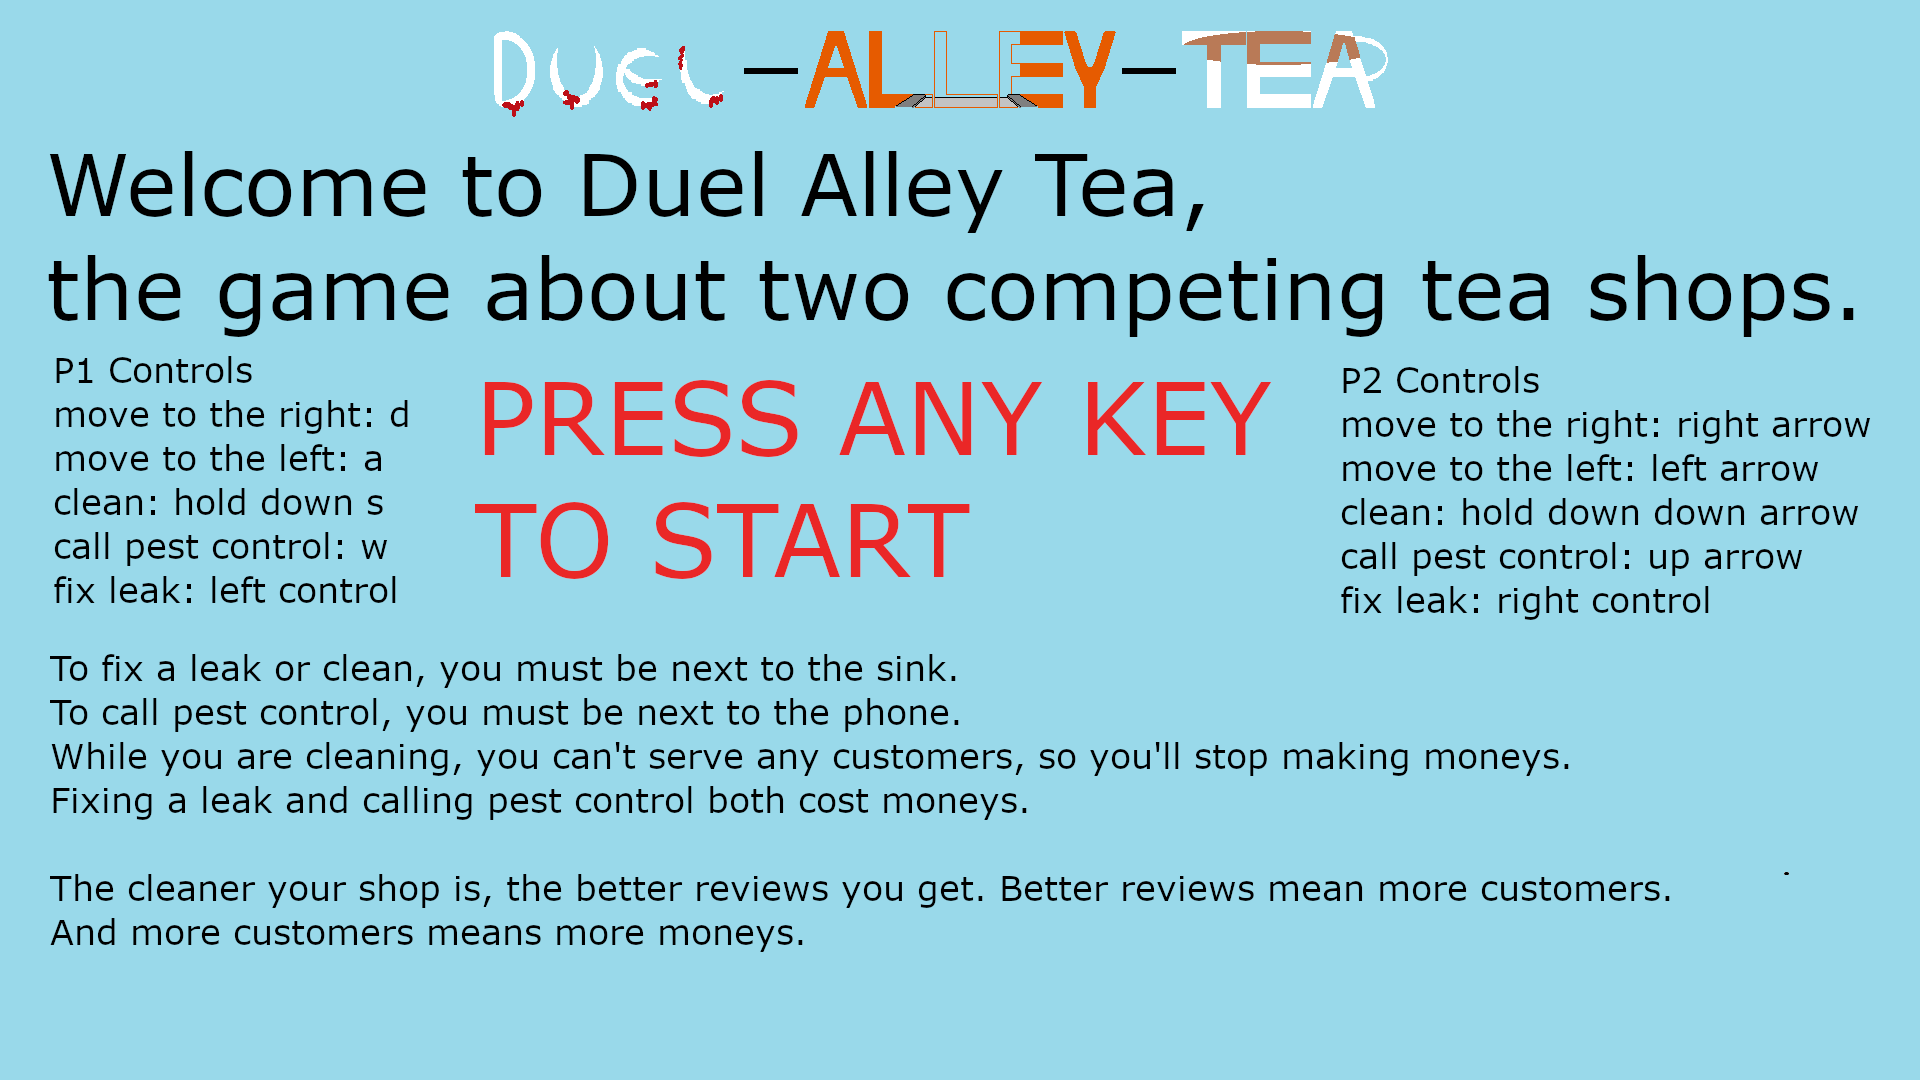 DUEL—ALLEY—TEA
Welcome to Duel Alley Tea,
the game about two competing tea shops.
P1 Controls
move to the right: d
move to the left: a
clean: hold down s
call pest control: w
fix leak: left control
PRESS ANY KEY
TO START
P2 Controls
move to the right: right arrow
move to the left: left arrow
clean: hold down down arrow
call pest control: up arrow
fix leak: right control
To fix a leak or clean, you must be next to the sink.
To call pest control, you must be next to the phone.
While you are cleaning, you can't serve any customers, so you'll stop making moneys.
Fixing a leak and calling pest control both cost moneys.
The cleaner your shop is, the better reviews you get. Better reviews mean more customers.
And more customers means more moneys.